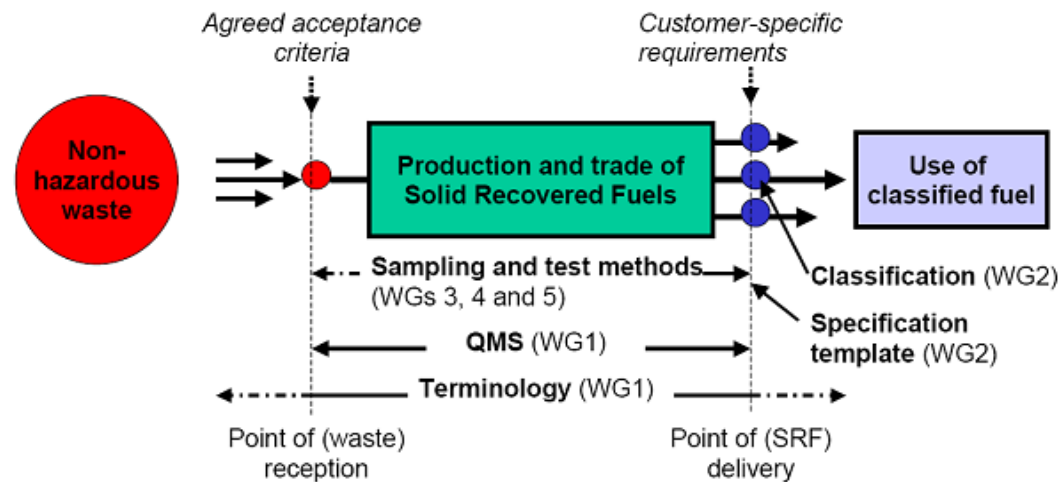 Agreed acceptance
criteria
Customer-specific
requirements
Non-
hazardous
waste
Production and trade of
Solid Recovered Fuels
Use of
classified fuel
Sampling and test methods
(WGs 3, 4 and 5)
Classification (WG2)
Specification
template (WG2)
QMS (WG1)
Terminology (WG1)
Point of (waste)
reception
Point of (SRF)
delivery